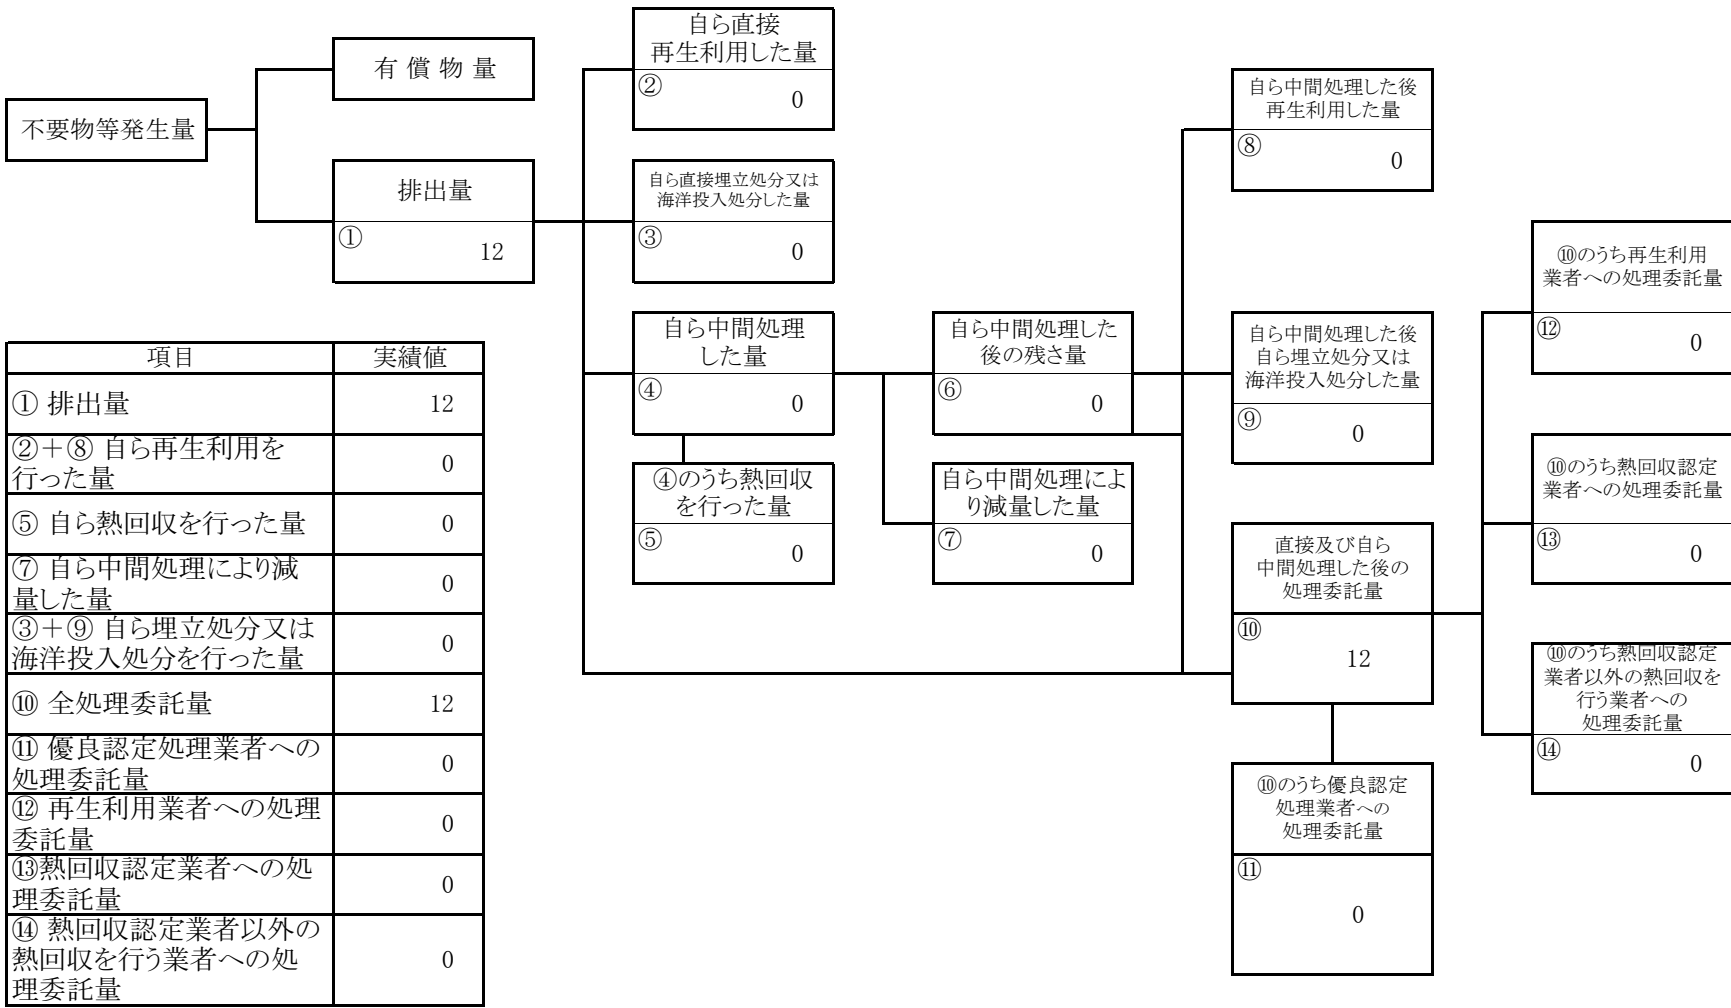 不要物等発生量
有 償 物 量
排出量
①
12
自ら直接
再生利用した量
②
0
自ら直接埋立処分又は
海洋投入処分した量
③
0
自ら中間処理
した量
④
0
④のうち熱回収
を行った量
⑤
0
自ら中間処理した
後の残さ量
⑥
0
自ら中間処理によ
り減量した量
⑦
0
自ら中間処理した後
再生利用した量
⑧
0
自ら中間処理した後
自ら埋立処分又は
海洋投入処分した量
⑨
0
直接及び自ら
中間処理した後の
処理委託量
⑩
12
⑩のうち優良認定
処理業者への
処理委託量
⑪
0
⑩のうち再生利用
業者への処理委託量
⑫
0
⑩のうち熱回収認定
業者への処理委託量
⑬
0
⑩のうち熱回収認定
業者以外の熱回収を
行う業者への
処理委託量
⑭
0
項目 実績値
① 排出量 12
②＋⑧ 自ら再生利用を
行った量 0
⑤ 自ら熱回収を行った量 0
⑦ 自ら中間処理により減
量した量 0
③＋⑨ 自ら埋立処分又は
海洋投入処分を行った量 0
⑩ 全処理委託量 12
⑪ 優良認定処理業者への
処理委託量 0
⑫ 再生利用業者への処理
委託量 0
⑬熱回収認定業者への処
理委託量 0
⑭ 熱回収認定業者以外の
熱回収を行う業者への処
理委託量 0